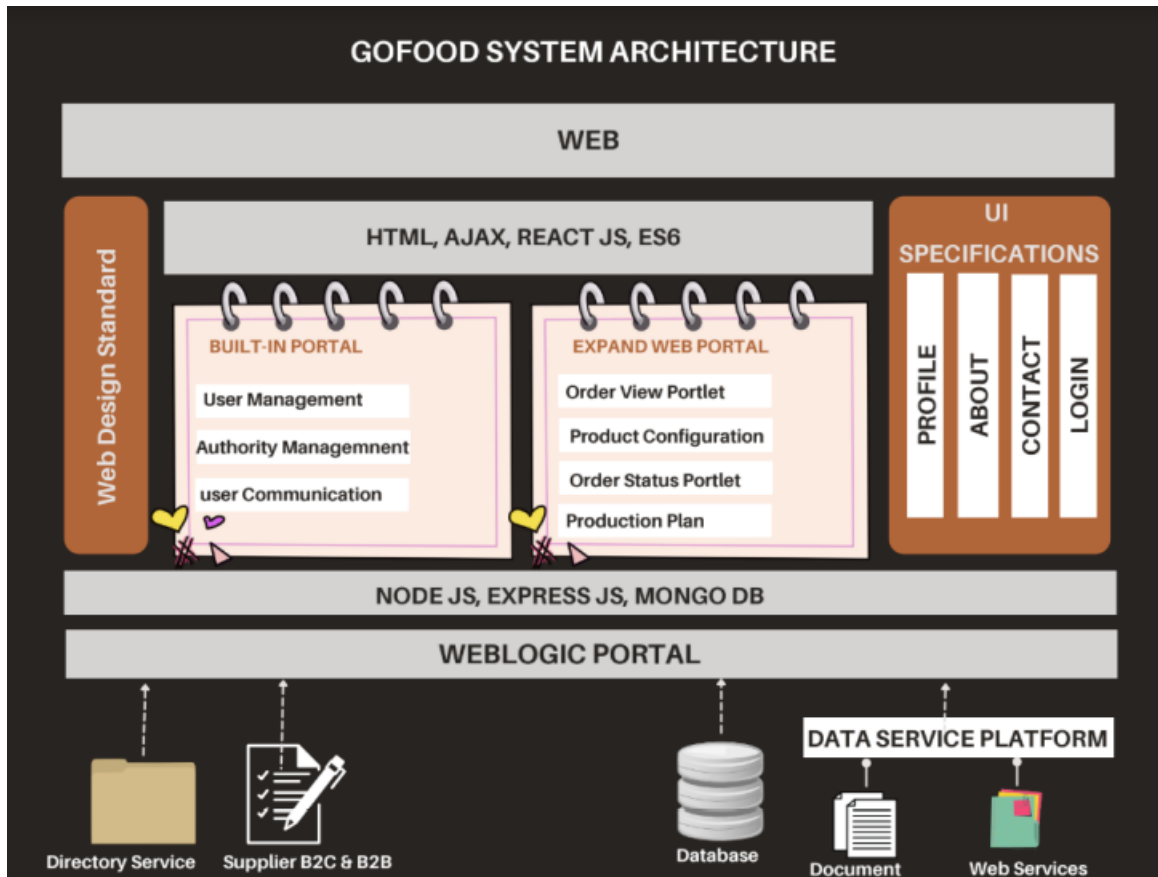 GOFOOD SYSTEM ARCHITECTURE
WEB
Web Design Standard
HTML, AJAX, REACT JS, ES6
BUILT-IN PORTAL
User Management
Authority Managemnent
user Communication
EXPAND WEB PORTAL
Order View Portlet
Product Configuration
Order Status Portlet
Production Plan
UI
SPECIFICATIONS
PROFILE
ABOUT
CONTACT
LOGIN
NODE JS, EXPRESS JS, MONGO DB
WEBLOGIC PORTAL
Directory Service
Supplier B2C & B2B
Database
DATA SERVICE PLATFORM
Document
Web Services